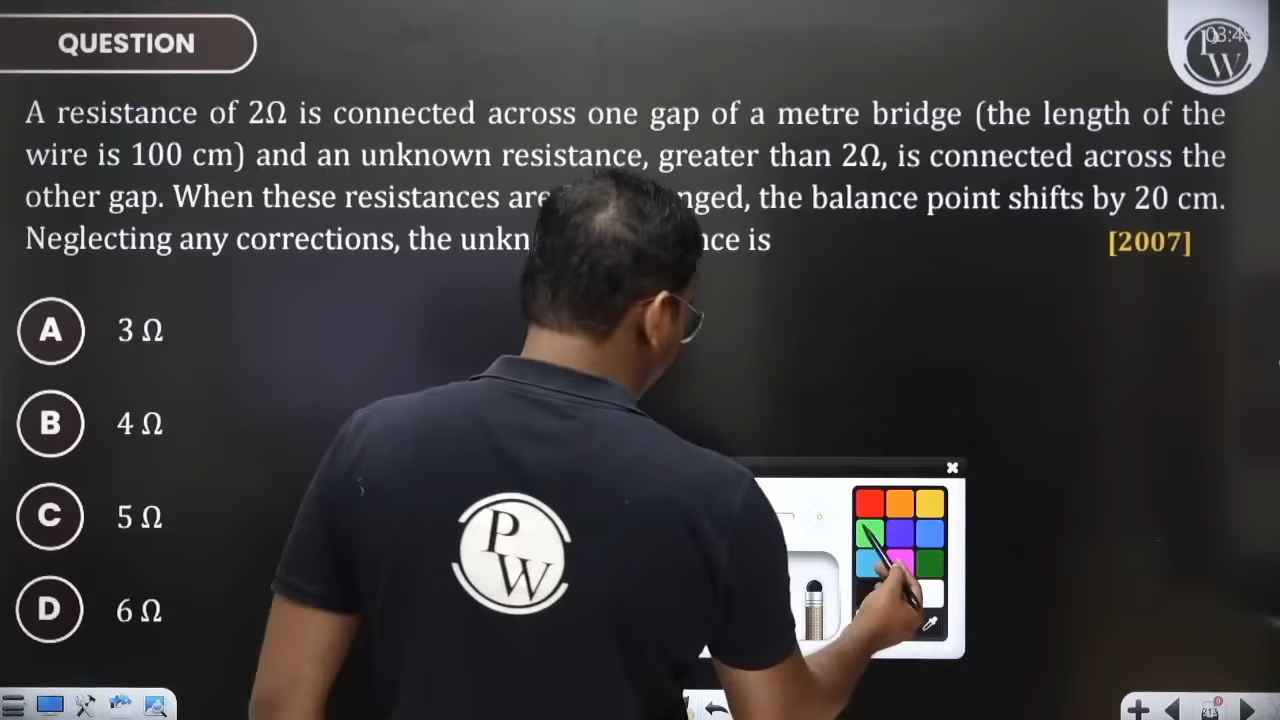 QUESTION
A resistance of 2Ω is connected across one gap of a metre bridge (the length of the
wire is 100 cm) and an unknown resistance, greater than 2Ω, is connected across the
other gap. When these resistances are nged, the balance point shifts by 20 cm.
Neglecting any corrections, the unkn nce is
[2007]
A 3 Ω
B 4 Ω
C 5 Ω
D 6 Ω
PW
PW
213